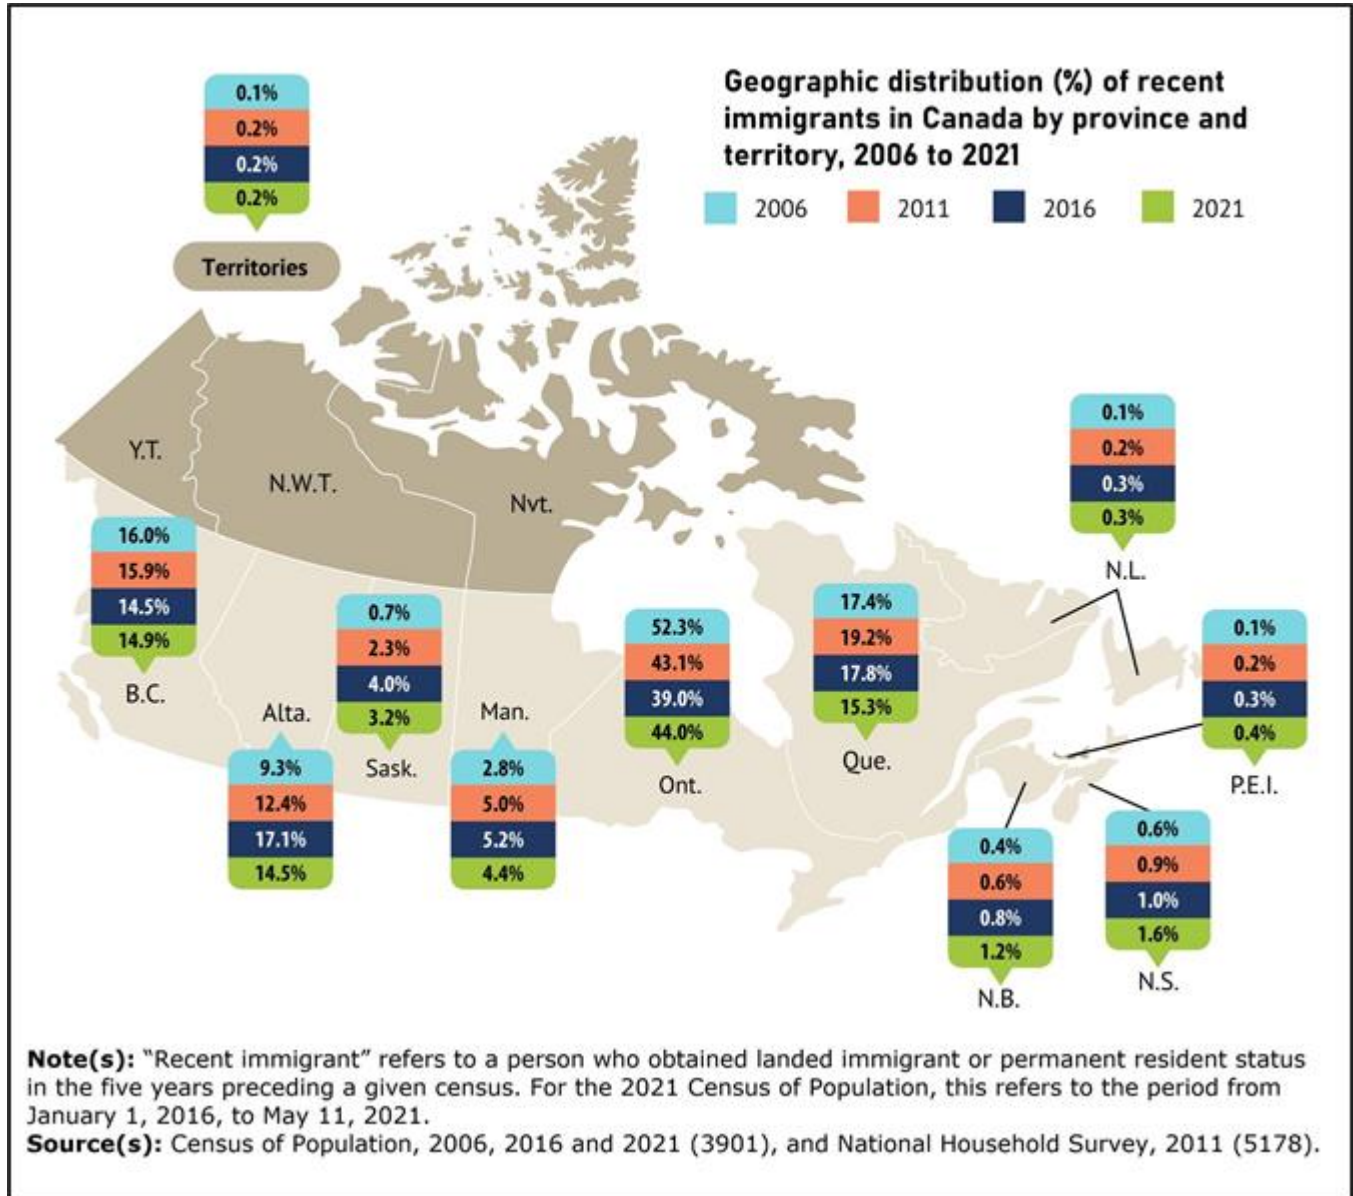 Geographic distribution (%) of recent
immigrants in Canada by province and
territory, 2006 to 2021
2006 2011 2016 2021
0.1%
0.2%
0.2%
0.2%
Territories
Y.T.
N.W.T.
Nvt.
16.0%
15.9%
14.5%
14.9%
B.C.
Alta.
9.3%
12.4%
17.1%
14.5%
0.7%
2.3%
4.0%
3.2%
Sask.
Man.
2.8%
5.0%
5.2%
4.4%
52.3%
43.1%
39.0%
44.0%
Ont.
17.4%
19.2%
17.8%
15.3%
Que.
0.1%
0.2%
0.3%
0.3%
N.L.
0.1%
0.2%
0.3%
0.4%
P.E.I.
0.4%
0.6%
0.8%
1.2%
N.B.
0.6%
0.9%
1.0%
1.6%
N.S.
Note(s): “Recent immigrant” refers to a person who obtained landed immigrant or permanent resident status
in the five years preceding a given census. For the 2021 Census of Population, this refers to the period from
January 1, 2016, to May 11, 2021.
Source(s): Census of Population, 2006, 2016 and 2021 (3901), and National Household Survey, 2011 (5178).